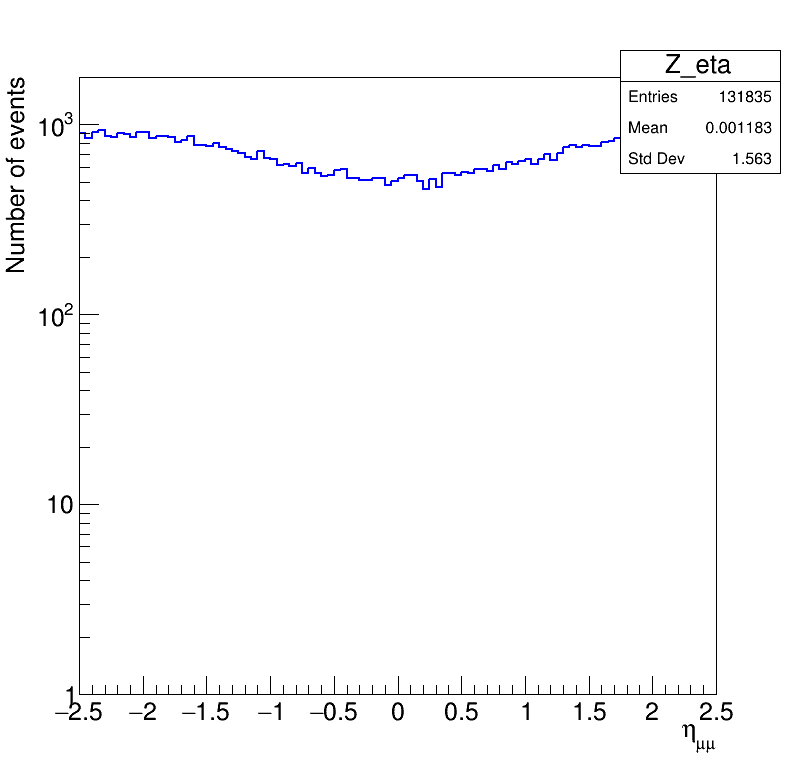 Z_eta
Entries 131835
Mean 0.001183
Std Dev 1.563
Number of events
10³
10²
10
1
−2.5 −2 −1.5 −1 −0.5 0 0.5 1 1.5 2 2.5
η_μμ